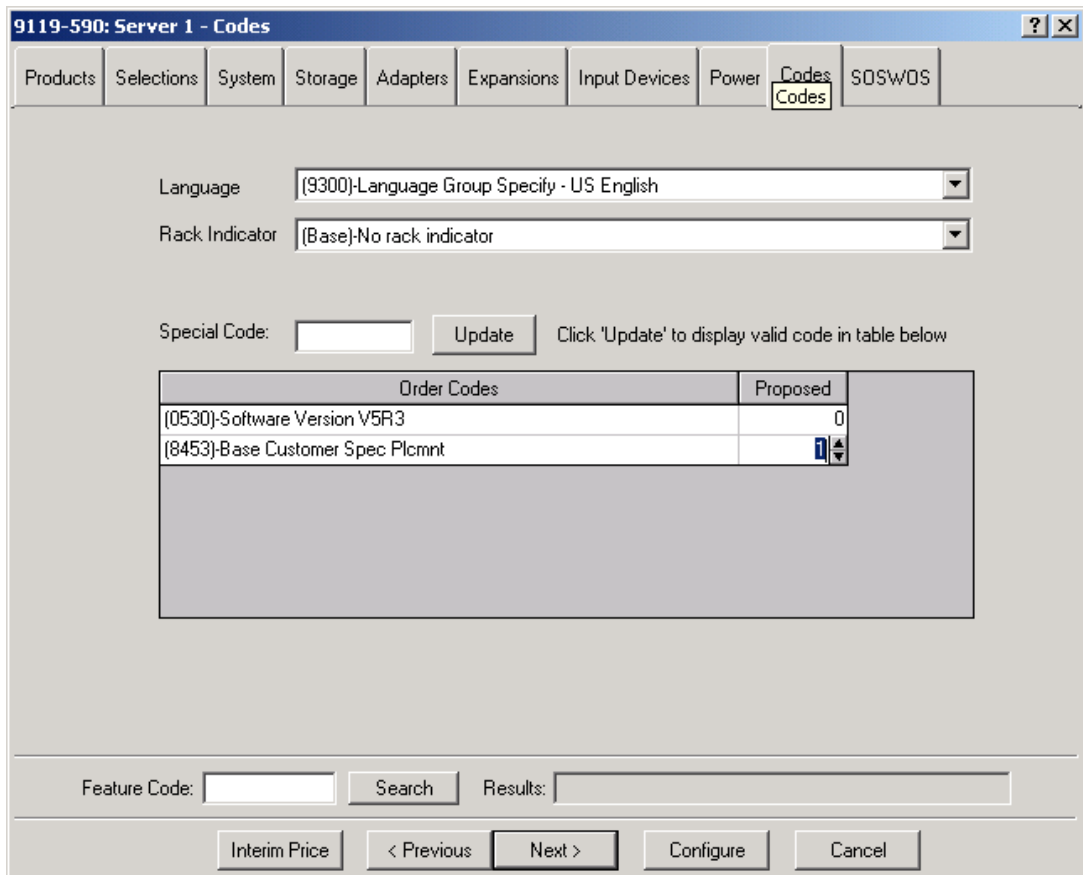 9119-590: Server 1 - Codes
Products Selections System Storage Adapters Expansions Input Devices Power Codes SOSWOS
Codes
Language (9300)-Language Group Specify - US English
Rack Indicator (Base)-No rack indicator
Special Code: Update Click 'Update' to display valid code in table below
Order Codes Proposed
(0530)-Software Version V5R3 0
(8453)-Base Customer Spec Plcmnt 1
Feature Code: Search Results:
Interim Price < Previous Next > Configure Cancel